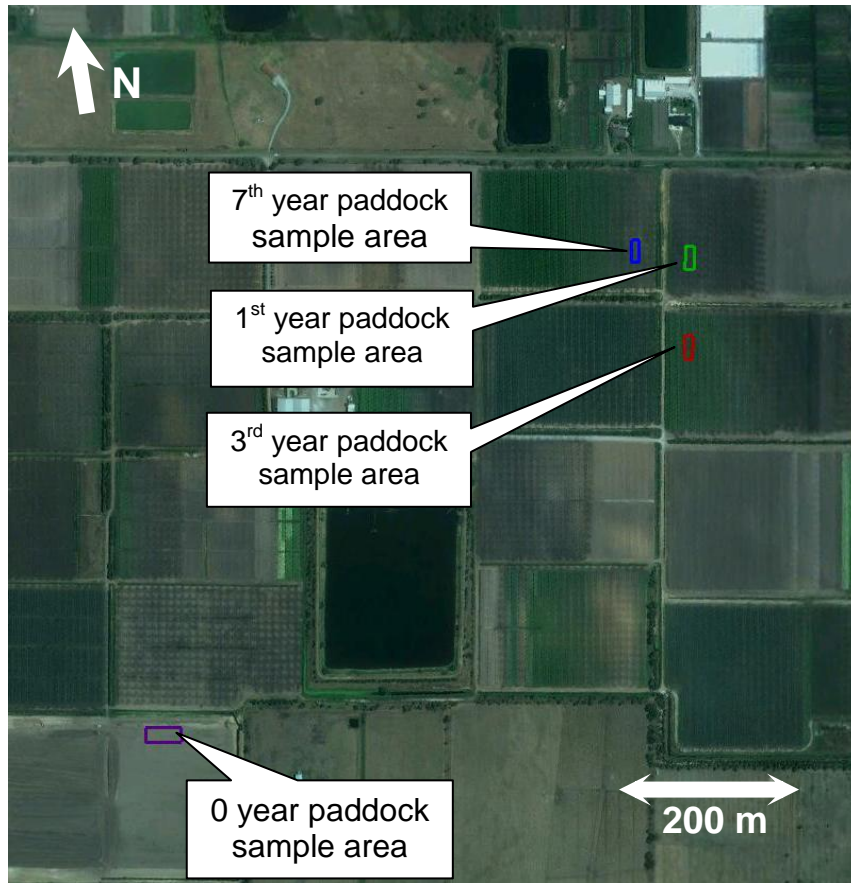 N
7th year paddock
sample area
1st year paddock
sample area
3rd year paddock
sample area
0 year paddock
sample area
200 m